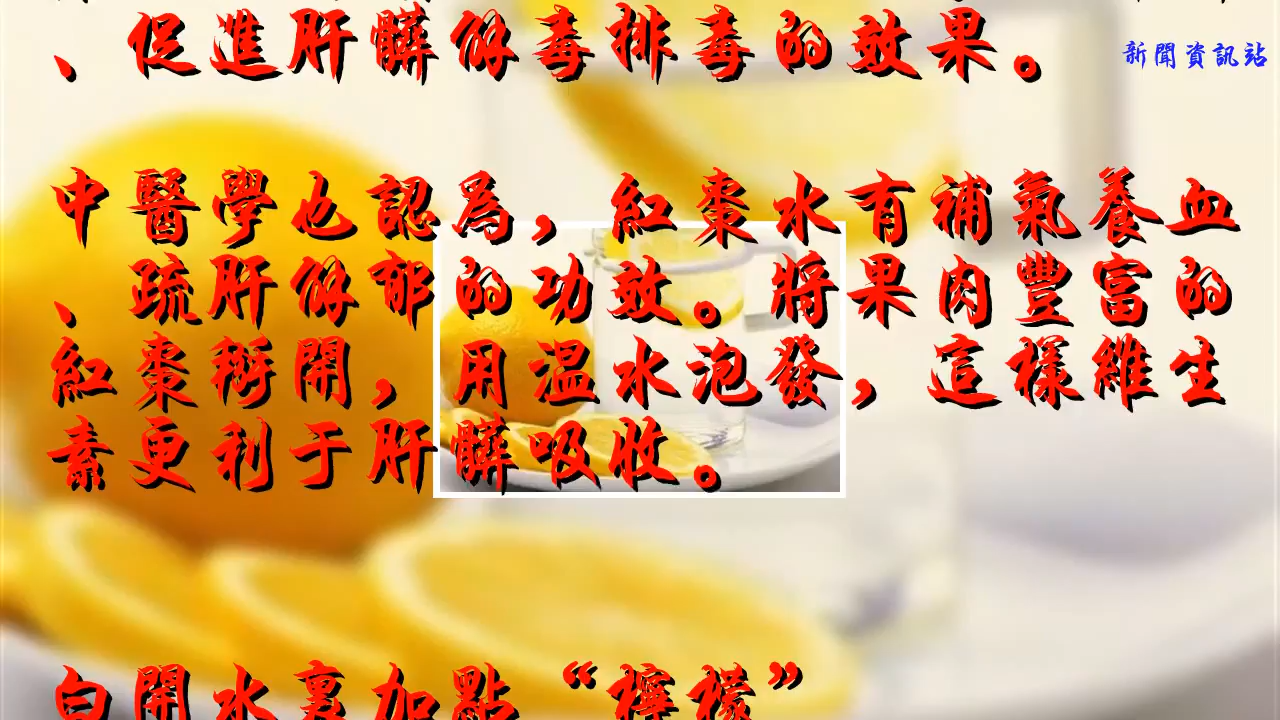 、促進肝髒解毒排毒的效果。
新聞資訊站
中醫學也認為，紅棗水有補氣養血
、疏肝解郁的功效。將果肉豐富的
紅棗掰開，用溫水泡發，這樣維生
素更利于肝髒吸收。
白開水裏加點“檸檬”